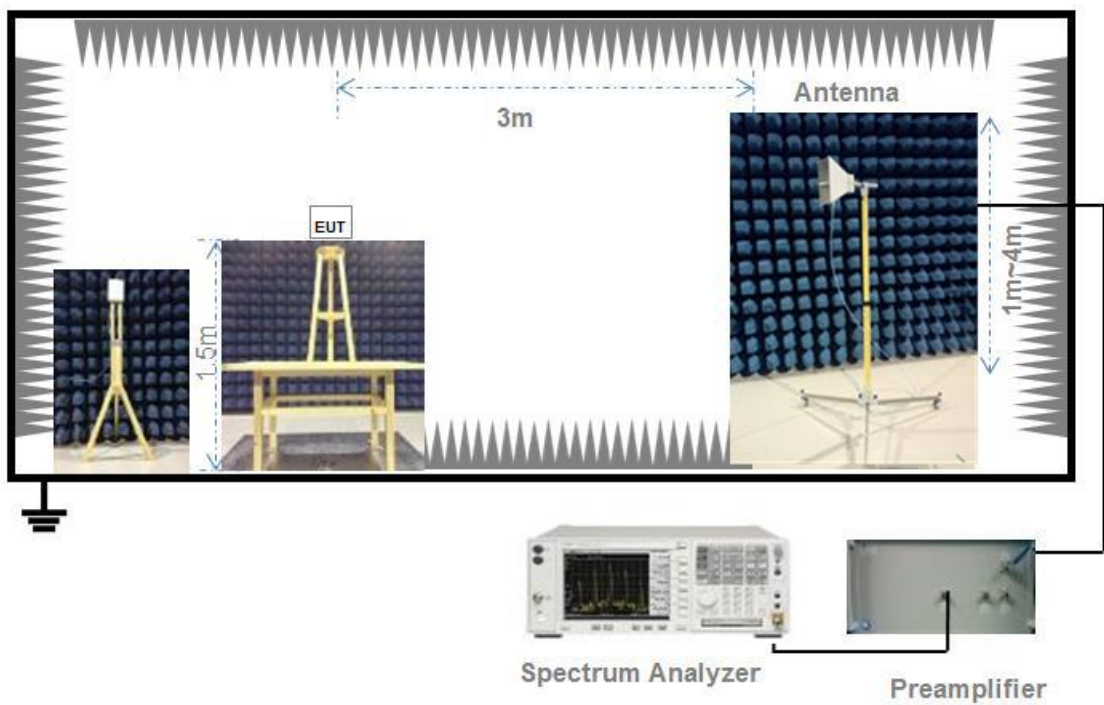 Antenna
3m
EUT
1m~4m
1.5m
Spectrum Analyzer
Preamplifier